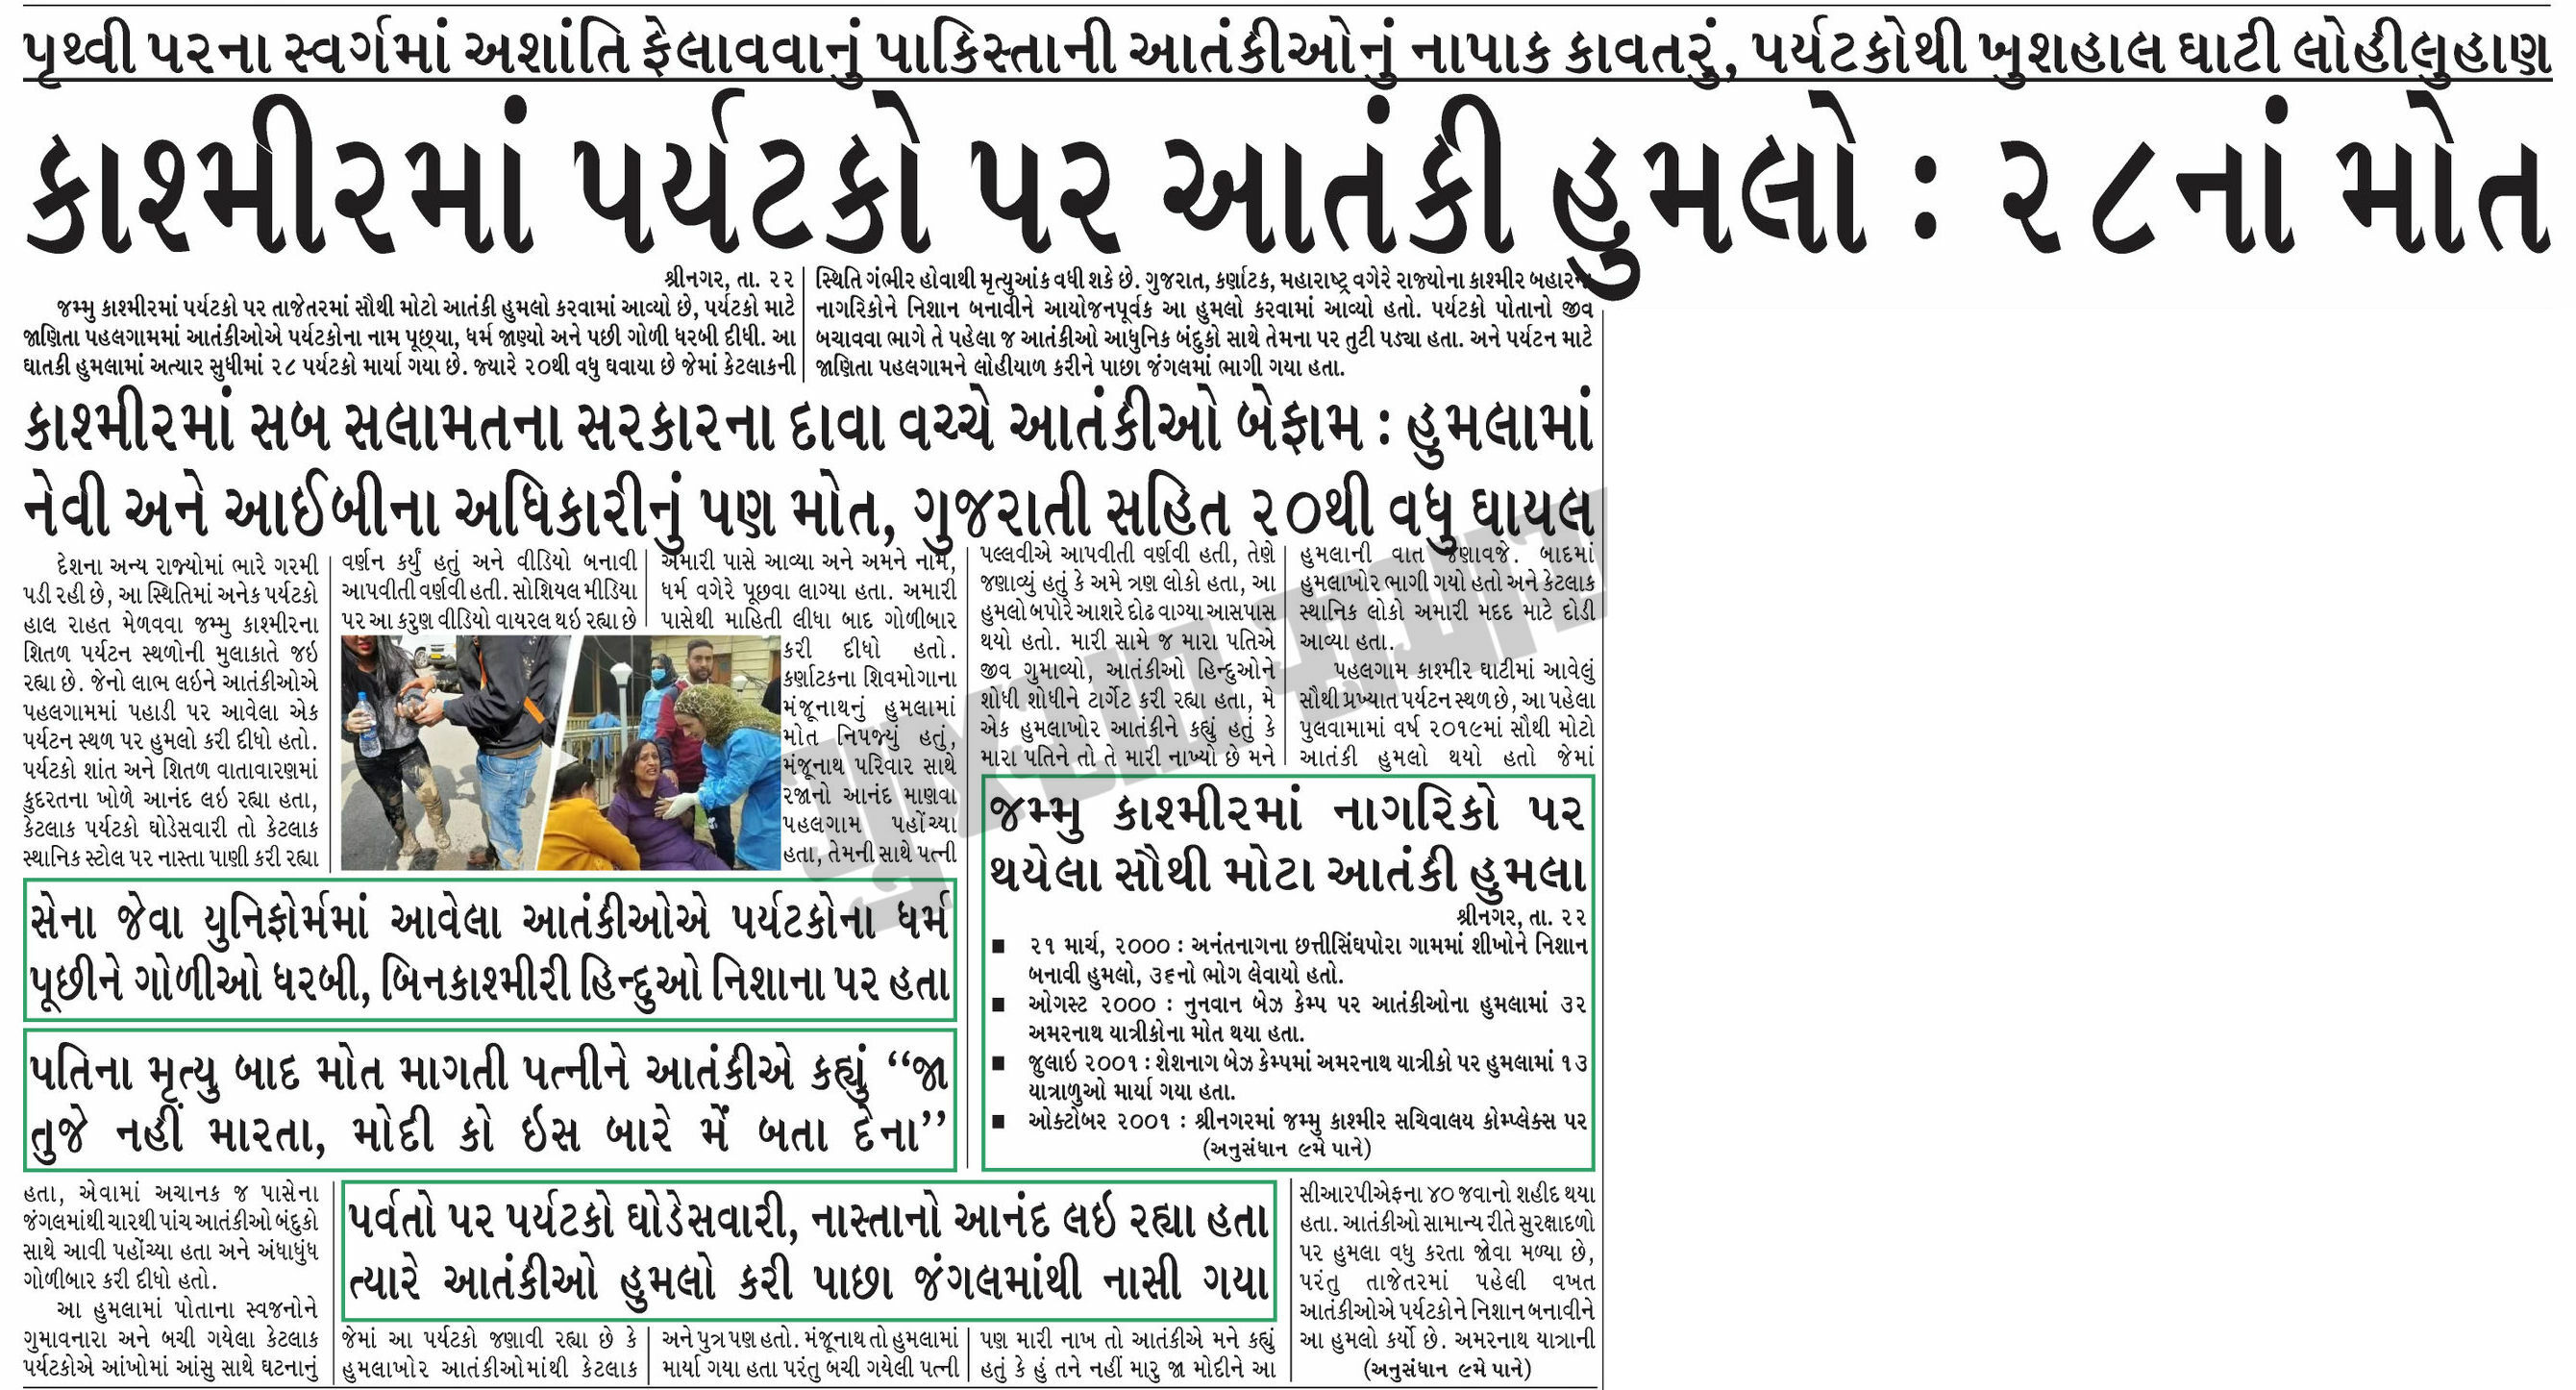 પૃથ્વી પરના સ્વર્ગમાં અશાંતિ ફેલાવવાનું પાકિસ્તાની આતંકીઓનું નાપાક કાવતરું, પર્યટકોથી ખુશહાલ ઘાટી લોહીલુહાણ
કાશ્મીરમાં પર્યટકો પર આતંકી હુમલો : ૨૮નાં મોત
શ્રીનગર, તા. ૨૨
જમ્મુ કાશ્મીરમાં પર્યટકો પર તાજેતરમાં સૌથી મોટો આતંકી હુમલો કરવામાં આવ્યો છે, પર્યટકો માટે
જાણિતા પહલગામમાં આતંકીઓએ પર્યટકોના નામ પૂછ્યા, ધર્મ જાણ્યો અને પછી ગોળી ધરબી દીધી. આ
ઘાતકી હુમલામાં અત્યાર સુધીમાં ૨૮ પર્યટકો માર્યા ગયા છે. જ્યારે ૨૦થી વધુ ઘવાયા છે જેમાં કેટલાકની
સ્થિતિ ગંભીર હોવાથી મૃત્યુઆંક વધી શકે છે. ગુજરાત, કર્ણાટક, મહારાષ્ટ્ર વગેરે રાજ્યોના કાશ્મીર બહારના
નાગરિકોને નિશાન બનાવીને આયોજનપૂર્વક આ હુમલો કરવામાં આવ્યો હતો. પર્યટકો પોતાનો જીવ
બચાવવા ભાગે તે પહેલા જ આતંકીઓ આધુનિક બંદુકો સાથે તેમના પર તુટી પડ્યા હતા. અને પર્યટન માટે
જાણિતા પહલગામને લોહીયાળ કરીને પાછા જંગલમાં ભાગી ગયા હતા.
કાશ્મીરમાં સબ સલામતના સરકારના દાવા વચ્ચે આતંકીઓ બેફામ : હુમલામાં
નેવી અને આઈબીના અધિકારીનું પણ મોત, ગુજરાતી સહિત ૨૦થી વધુ ઘાયલ
દેશના અન્ય રાજ્યોમાં ભારે ગરમી
પડી રહી છે, આ સ્થિતિમાં અનેક પર્યટકો
હાલ રાહત મેળવવા જમ્મુ કાશ્મીરના
શિતળ પર્યટન સ્થળોની મુલાકાતે જઇ
રહ્યા છે. જેનો લાભ લઇને આતંકીઓએ
પહલગામમાં પહાડી પર આવેલા એક
પર્યટન સ્થળ પર હુમલો કરી દીધો હતો.
પર્યટકો શાંત અને શિતળ વાતાવારણમાં
કુદરતના ખોળે આનંદ લઇ રહ્યા હતા,
કેટલાક પર્યટકો ઘોડેસવારી તો કેટલાક
સ્થાનિક સ્ટોલ પર નાસ્તા પાણી કરી રહ્યા
વર્ણન કર્યું હતું અને વીડિયો બનાવી
આપવીતી વર્ણવી હતી. સોશિયલ મીડિયા
પર આ કરુણ વીડિયો વાયરલ થઇ રહ્યા છે
અમારી પાસે આવ્યા અને અમને નામ,
ધર્મ વગેરે પૂછવા લાગ્યા હતા. અમારી
પાસેથી માહિતી લીધા બાદ ગોળીબાર
કરી દીધો હતો.
કર્ણાટકના શિવમોગાના
મંજૂનાથનું હુમલામાં
મોત નિપજ્યું હતું,
મંજૂનાથ પરિવાર સાથે
રજાનો આનંદ માણવા
પહલગામ પહોંચ્યા
હતા, તેમની સાથે પત્ની
પલ્લવીએ આપવીતી વર્ણવી હતી, તેણે
જણાવ્યું હતું કે અમે ત્રણ લોકો હતા, આ
હુમલો બપોરે આશરે દોઢ વાગ્યા આસપાસ
થયો હતો. મારી સામે જ મારા પતિએ
જીવ ગુમાવ્યો, આતંકીઓ હિન્દુઓને
શોધી શોધીને ટાર્ગેટ કરી રહ્યા હતા, મે
એક હુમલાખોર આતંકીને કહ્યું હતું કે
મારા પતિને તો તે મારી નાખ્યો છે મને
હુમલાની વાત જણાવજે. બાદમાં
હુમલાખોર ભાગી ગયો હતો અને કેટલાક
સ્થાનિક લોકો અમારી મદદ માટે દોડી
આવ્યા હતા.
પહલગામ કાશ્મીર ઘાટીમાં આવેલું
સૌથી પ્રખ્યાત પર્યટન સ્થળ છે, આ પહેલા
પુલવામામાં વર્ષ ૨૦૧૯માં સૌથી મોટો
આતંકી હુમલો થયો હતો જેમાં
સેના જેવા યુનિફોર્મમાં આવેલા આતંકીઓએ પર્યટકોના ધર્મ
પૂછીને ગોળીઓ ધરબી, બિનકાશ્મીરી હિન્દુઓ નિશાના પર હતા
પતિના મૃત્યુ બાદ મોત માગતી પત્નીને આતંકીએ કહ્યું “જા
તુજે નહીં મારતા, મોદી કો ઇસ બારે મેં બતા દેના”
જમ્મુ કાશ્મીરમાં નાગરિકો પર
થયેલા સૌથી મોટા આતંકી હુમલા
શ્રીનગર, તા. ૨૨
■ ૨૧ માર્ચ, ૨૦૦૦ : અનંતનાગના છત્તીસિંઘપોરા ગામમાં શીખોને નિશાન
બનાવી હુમલો, ૩૬નો ભોગ લેવાયો હતો.
■ ઓગસ્ટ ૨૦૦૦ : નુનવાન બેઝ કેમ્પ પર આતંકીઓના હુમલામાં ૩૨
અમરનાથ યાત્રીકોના મોત થયા હતા.
■ જુલાઇ ૨૦૦૧ : શેશનાગ બેઝ કેમ્પમાં અમરનાથ યાત્રીકો પર હુમલામાં ૧૩
યાત્રાળુઓ માર્યા ગયા હતા.
■ ઓક્ટોબર ૨૦૦૧ : શ્રીનગરમાં જમ્મુ કાશ્મીર સચિવાલય કોમ્પ્લેક્સ પર
(અનુસંધાન ૯મે પાને)
હતા, એવામાં અચાનક જ પાસેના
જંગલમાંથી ચારથી પાંચ આતંકીઓ બંદુકો
સાથે આવી પહોંચ્યા હતા અને અંધાધુંધ
ગોળીબાર કરી દીધો હતો.
આ હુમલામાં પોતાના સ્વજનોને
ગુમાવનારા અને બચી ગયેલા કેટલાક
પર્યટકોએ આંખોમાં આંસુ સાથે ઘટનાનું
પર્વતો પર પર્યટકો ઘોડેસવારી, નાસ્તાનો આનંદ લઇ રહ્યા હતા
ત્યારે આતંકીઓ હુમલો કરી પાછા જંગલમાંથી નાસી ગયા
જેમાં આ પર્યટકો જણાવી રહ્યા છે કે
હુમલાખોર આતંકીઓમાંથી કેટલાક
અને પુત્ર પણ હતો. મંજૂનાથ તો હુમલામાં
માર્યા ગયા હતા પરંતુ બચી ગયેલી પત્ની
પણ મારી નાખ તો આતંકીએ મને કહ્યું
હતું કે હું તને નહીં મારુ જા મોદીને આ
સીઆરપીએફના ૪૦ જવાનો શહીદ થયા
હતા. આતંકીઓ સામાન્ય રીતે સુરક્ષાદળો
પર હુમલા વધુ કરતા જોવા મળ્યા છે,
પરંતુ તાજેતરમાં પહેલી વખત
આતંકીઓએ પર્યટકોને નિશાન બનાવીને
આ હુમલો કર્યો છે. અમરનાથ યાત્રાની
(અનુસંધાન ૯મે પાને)
ગુજરાત સમાચાર